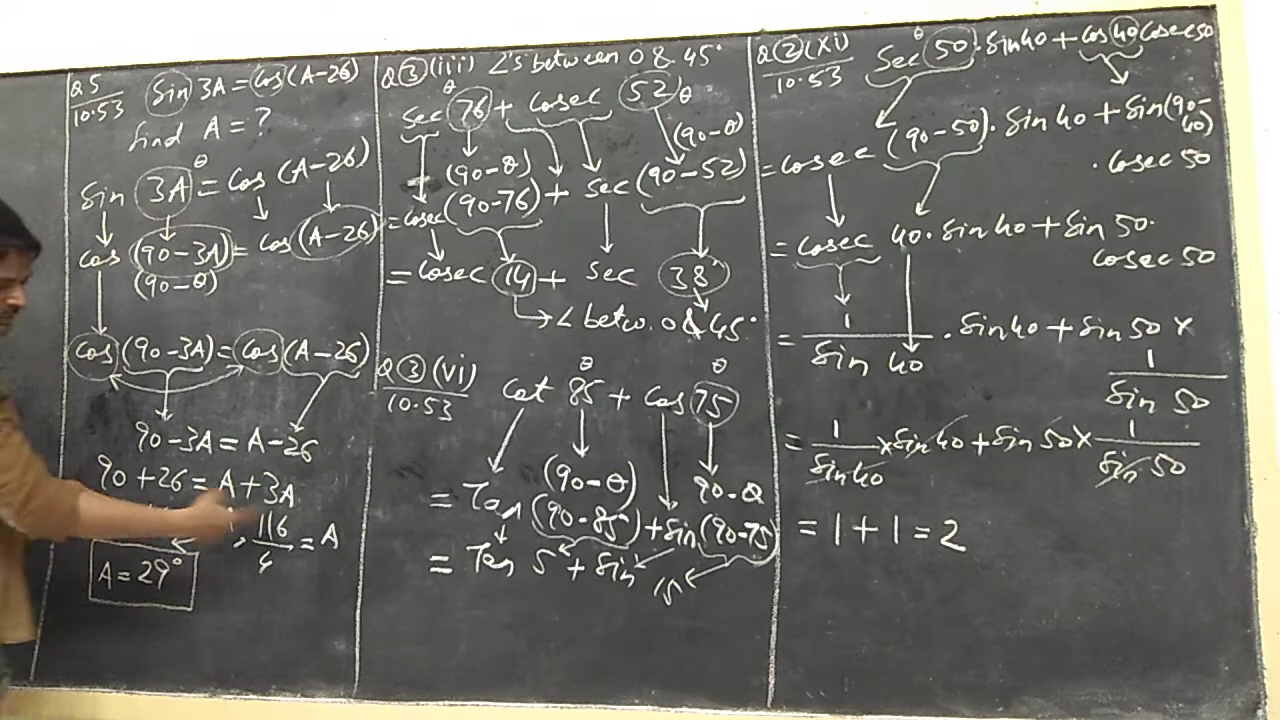 Q5
10.53
Sin 3A = Cos(A-26)
find A = ?
θ
Sin 3A = Cos (A-26)
Cos (90-3A) = Cos (A-26)
(90-θ)
Cos (90-3A) = Cos (A-26)
90-3A = A-26
90+26 = A+3A
116/4 = A
A = 29°
Q③(iii) ∠'s between 0 & 45°
θ
Sec 76 + Cosec 52 θ
(90-θ) (90-θ)
= Cosec (90-76) + Sec (90-52)
= Cosec 14 + Sec 38°
→ ∠ betw. 0 & 45°
Q③(vi)
10.53
θ θ
Cot 85 + Cos 75
(90-θ) 90-θ
= Tan (90-85°) + Sin (90-75)
= Tan 5° + Sin 15
Q②(xi)
10.53
θ
Sec 50 · Sin 40 + Cos 40 Cosec 50
= Cosec (90-50) · Sin 40 + Sin (90-40)
· Cosec 50
= Cosec 40 · Sin 40 + Sin 50 ·
Cosec 50
= 1/Sin 40 · Sin 40 + Sin 50 ×
1/Sin 50
= 1/Sin 40 × Sin 40 + Sin 50 × 1/Sin 50
= 1 + 1 = 2